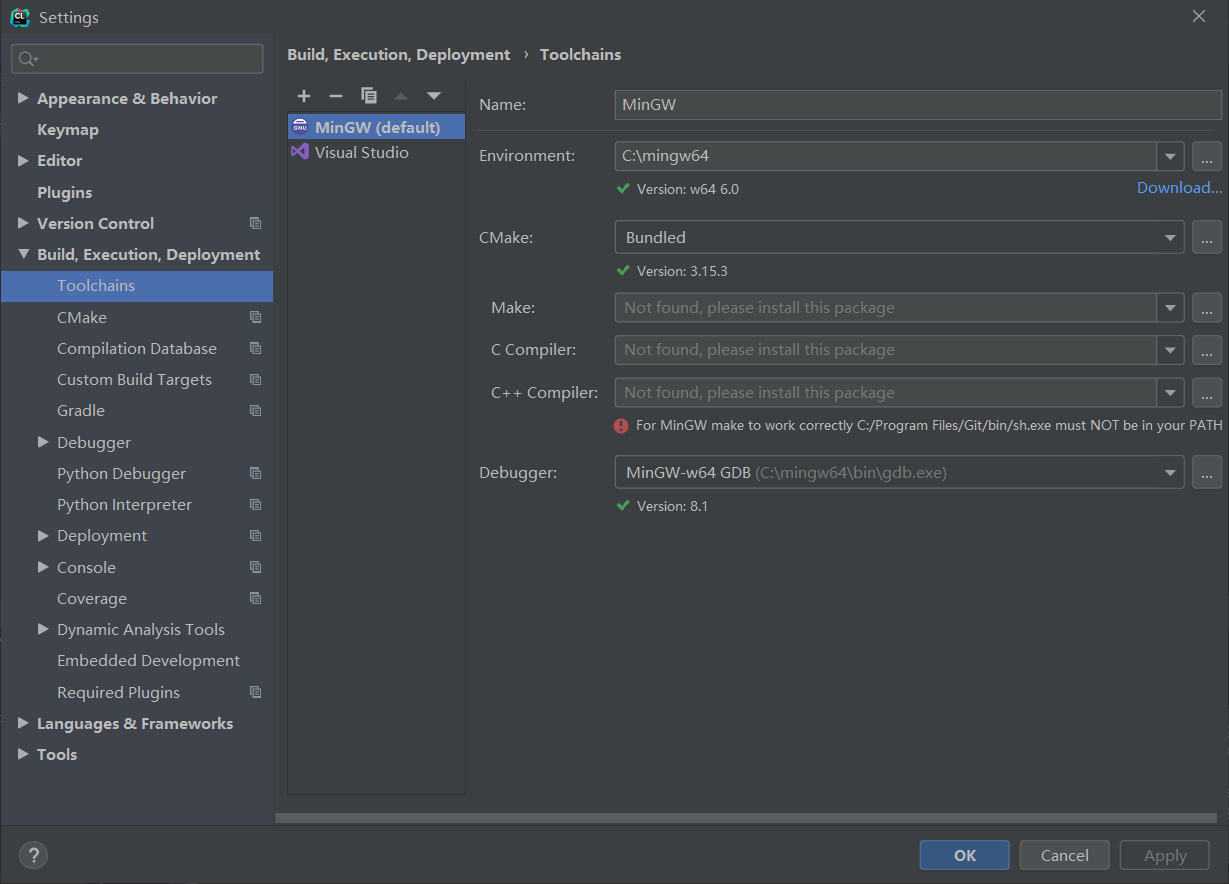 CL Settings
Appearance & Behavior
Keymap
Editor
Plugins
Version Control
Build, Execution, Deployment
Toolchains
CMake
Compilation Database
Custom Build Targets
Gradle
Debugger
Python Debugger
Python Interpreter
Deployment
Console
Coverage
Dynamic Analysis Tools
Embedded Development
Required Plugins
Languages & Frameworks
Tools
Build, Execution, Deployment › Toolchains
GNU MinGW (default)
Visual Studio
Name: MinGW
Environment: C:\mingw64 ...
Version: w64 6.0 Download...
CMake: Bundled ...
Version: 3.15.3
Make: Not found, please install this package ...
C Compiler: Not found, please install this package ...
C++ Compiler: Not found, please install this package ...
For MinGW make to work correctly C:/Program Files/Git/bin/sh.exe must NOT be in your PATH
Debugger: MinGW-w64 GDB (C:\mingw64\bin\gdb.exe) ...
Version: 8.1
? OK Cancel Apply